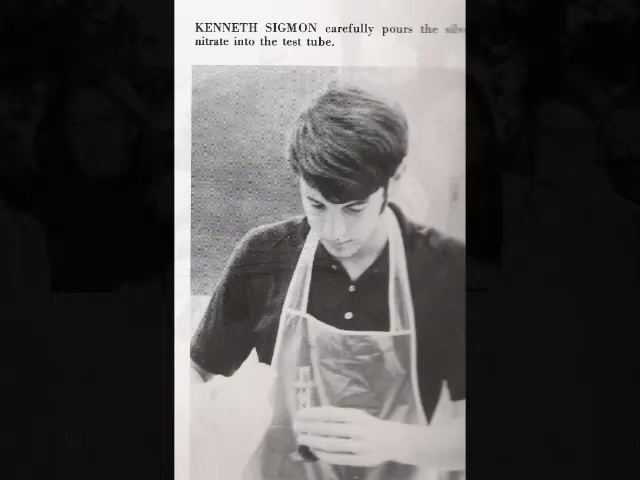 KENNETH SIGMON carefully pours the
nitrate into the test tube.